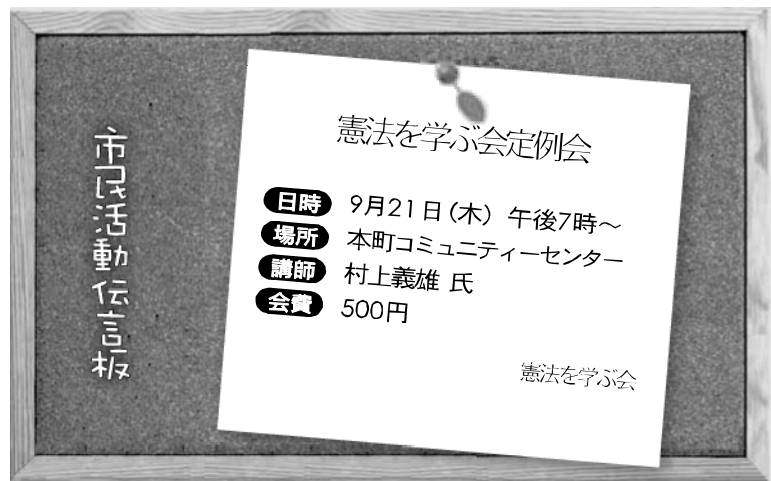 市民活動伝言板
憲法を学ぶ会定例会
日時 9月21日(木) 午後7時～
場所 本町コミュニティーセンター
講師 村上義雄 氏
会費 500円
憲法を学ぶ会